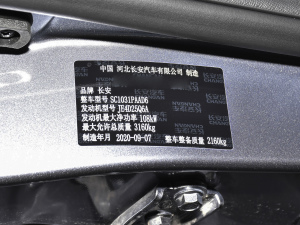 中国 河北长安汽车有限公司 制造
品牌 长安
整车型号 SC1031PAAD6
发动机型号 JE4D25Q6A
发动机最大净功率 108kW
最大允许总质量 3160kg
制造年月 2020-09-07 整车整备质量 2160kg